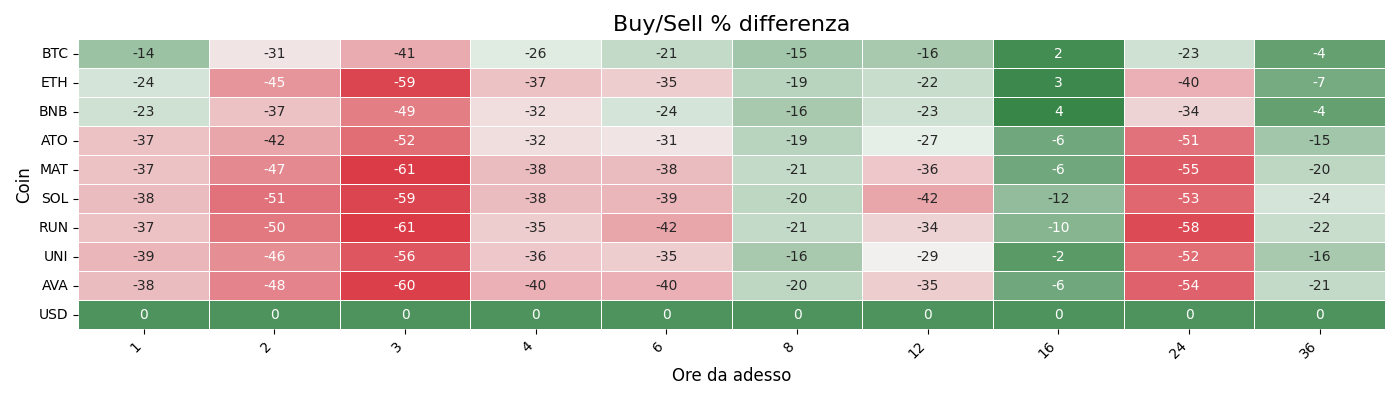 Buy/Sell % differenza
Coin
BTC -14 -31 -41 -26 -21 -15 -16 2 -23 -4
ETH -24 -45 -59 -37 -35 -19 -22 3 -40 -7
BNB -23 -37 -49 -32 -24 -16 -23 4 -34 -4
ATO -37 -42 -52 -32 -31 -19 -27 -6 -51 -15
MAT -37 -47 -61 -38 -38 -21 -36 -6 -55 -20
SOL -38 -51 -59 -38 -39 -20 -42 -12 -53 -24
RUN -37 -50 -61 -35 -42 -21 -34 -10 -58 -22
UNI -39 -46 -56 -36 -35 -16 -29 -2 -52 -16
AVA -38 -48 -60 -40 -40 -20 -35 -6 -54 -21
USD 0 0 0 0 0 0 0 0 0 0
1 2 3 4 6 8 12 16 24 36
Ore da adesso